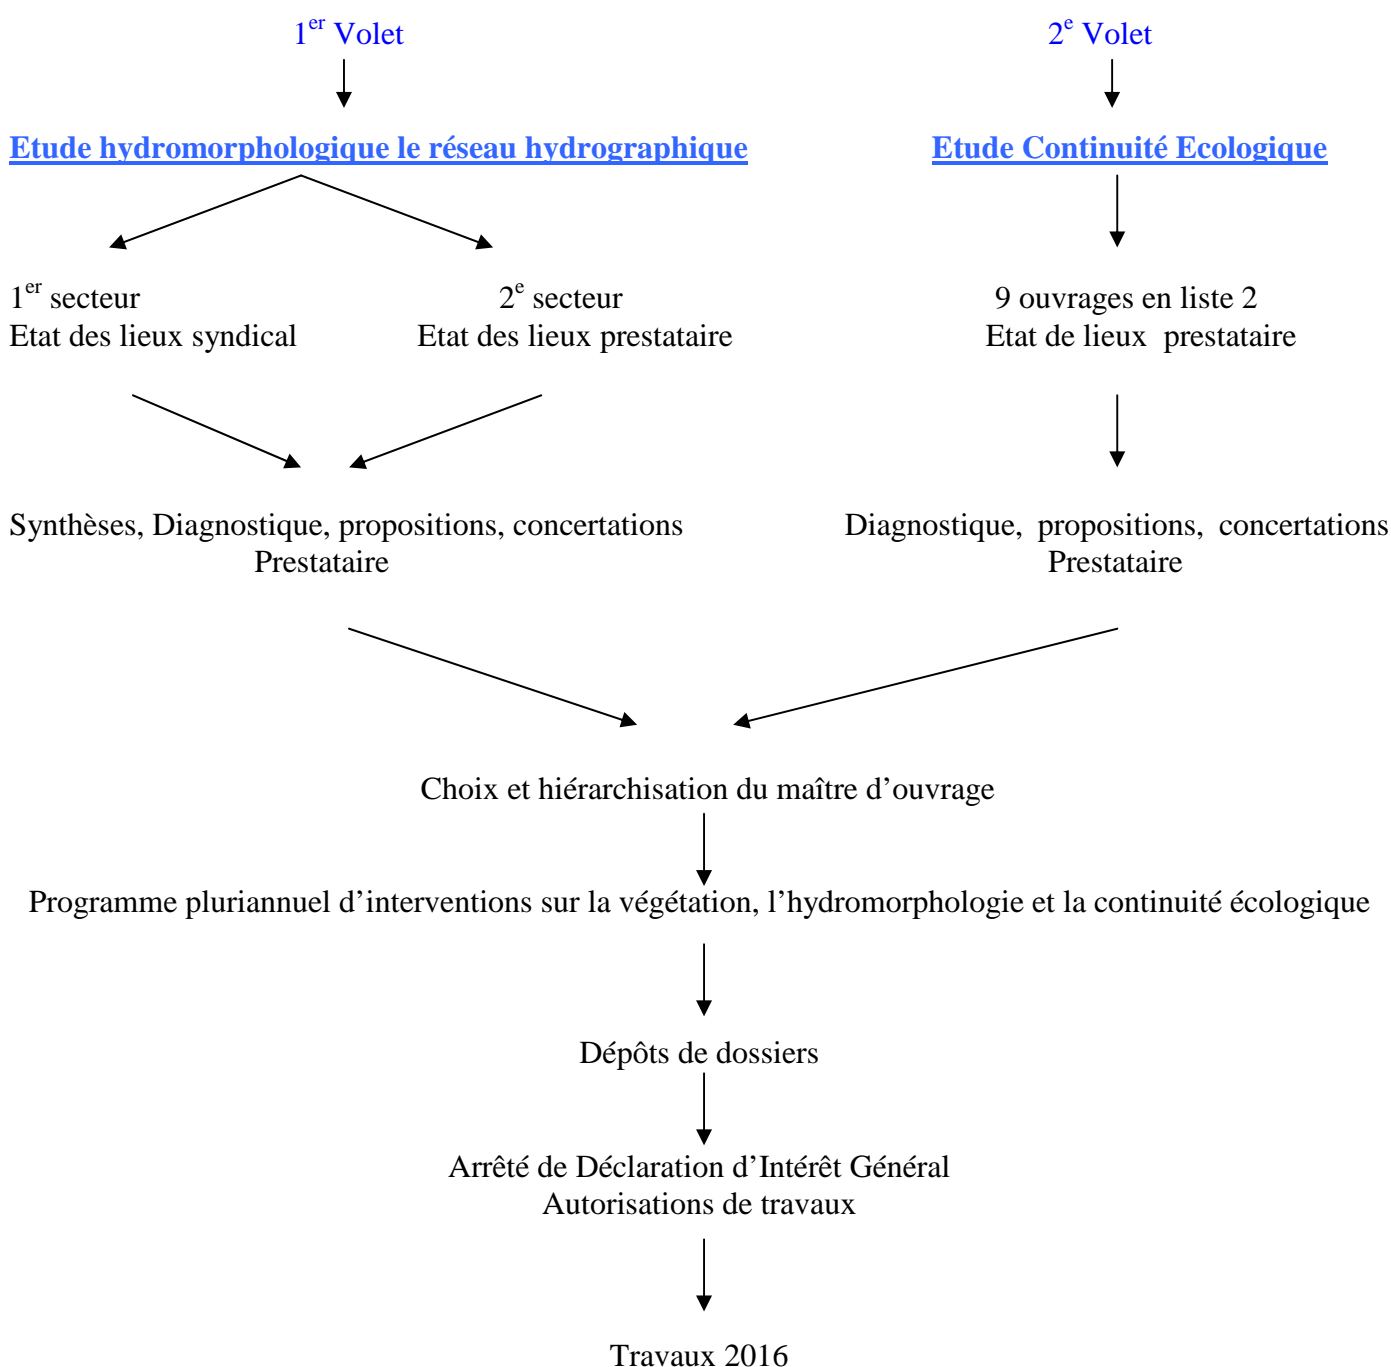 1er Volet
2e Volet
Etude hydromorphologique le réseau hydrographique
Etude Continuité Ecologique
1er secteur
Etat des lieux syndical
2e secteur
Etat des lieux prestataire
9 ouvrages en liste 2
Etat de lieux prestataire
Synthèses, Diagnostique, propositions, concertations
Prestataire
Diagnostique, propositions, concertations
Prestataire
Choix et hiérarchisation du maître d’ouvrage
Programme pluriannuel d’interventions sur la végétation, l’hydromorphologie et la continuité écologique
Dépôts de dossiers
Arrêté de Déclaration d’Intérêt Général
Autorisations de travaux
Travaux 2016